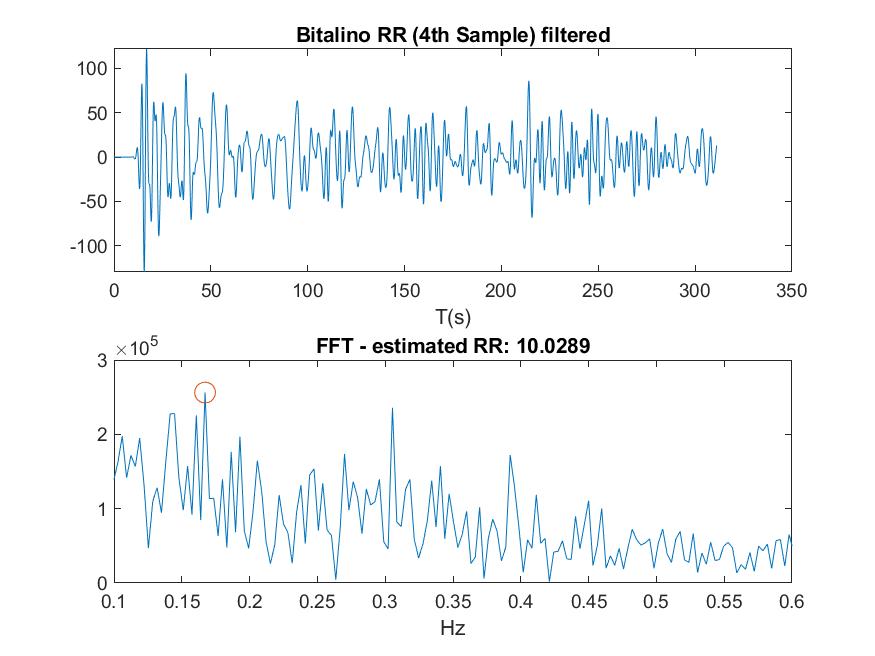 Bitalino RR (4th Sample) filtered
100
50
0
-50
-100
0 50 100 150 200 250 300 350
T(s)
FFT - estimated RR: 10.0289
×10^5
3
2
1
0
0.1 0.15 0.2 0.25 0.3 0.35 0.4 0.45 0.5 0.55 0.6
Hz